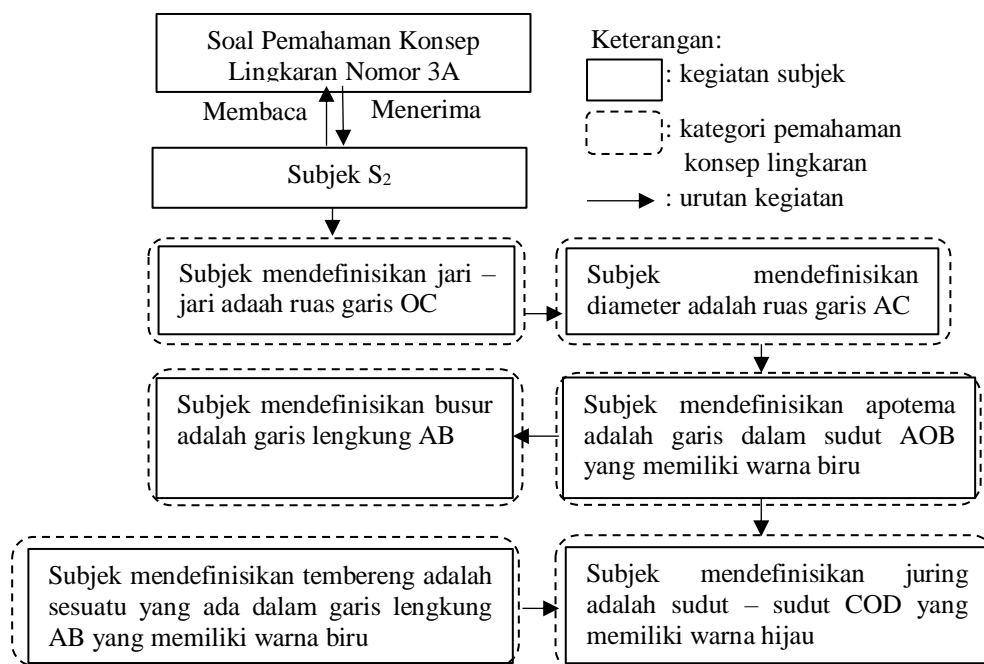 Soal Pemahaman Konsep
Lingkaran Nomor 3A
Membaca
Menerima
Subjek S₂
Keterangan:
: kegiatan subjek
: kategori pemahaman
konsep lingkaran
: urutan kegiatan
Subjek mendefinisikan jari –
jari adaah ruas garis OC
Subjek mendefinisikan
diameter adalah ruas garis AC
Subjek mendefinisikan busur
adalah garis lengkung AB
Subjek mendefinisikan apotema
adalah garis dalam sudut AOB
yang memiliki warna biru
Subjek mendefinisikan tembereng adalah
sesuatu yang ada dalam garis lengkung
AB yang memiliki warna biru
Subjek mendefinisikan juring
adalah sudut – sudut COD yang
memiliki warna hijau